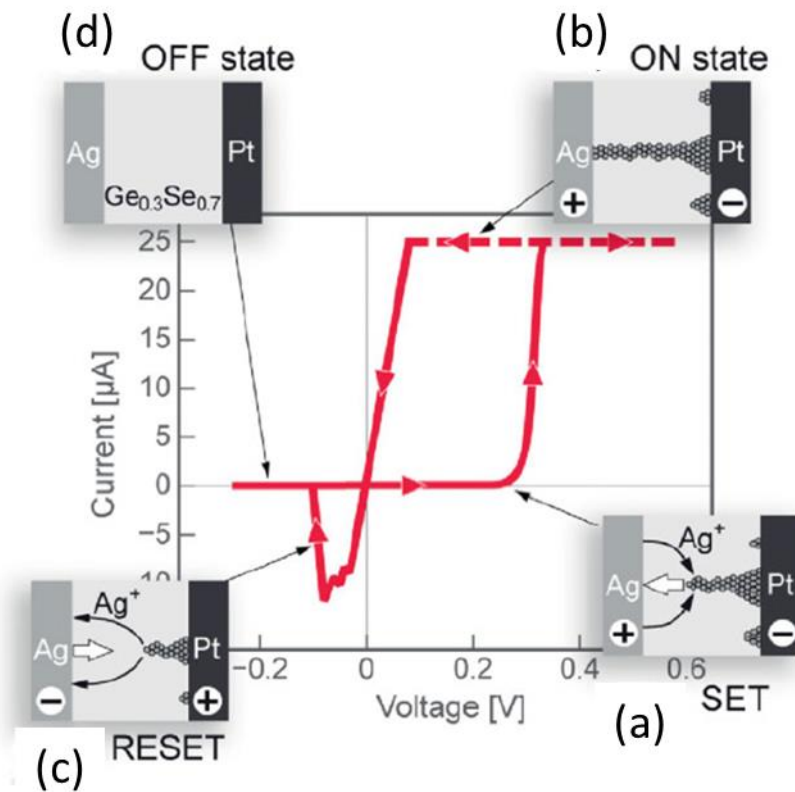 (d)
(b)
OFF state
ON state
Ag
Pt
Ge0.3Se0.7
Ag
Pt
+
−
25
20
15
10
5
0
−5
Current [µA]
Ag+
Ag
Pt
+
−
Ag+
Ag
Pt
−
+
−0.2
0
0.2
0.4
0.6
Voltage [V]
SET
(a)
RESET
(c)